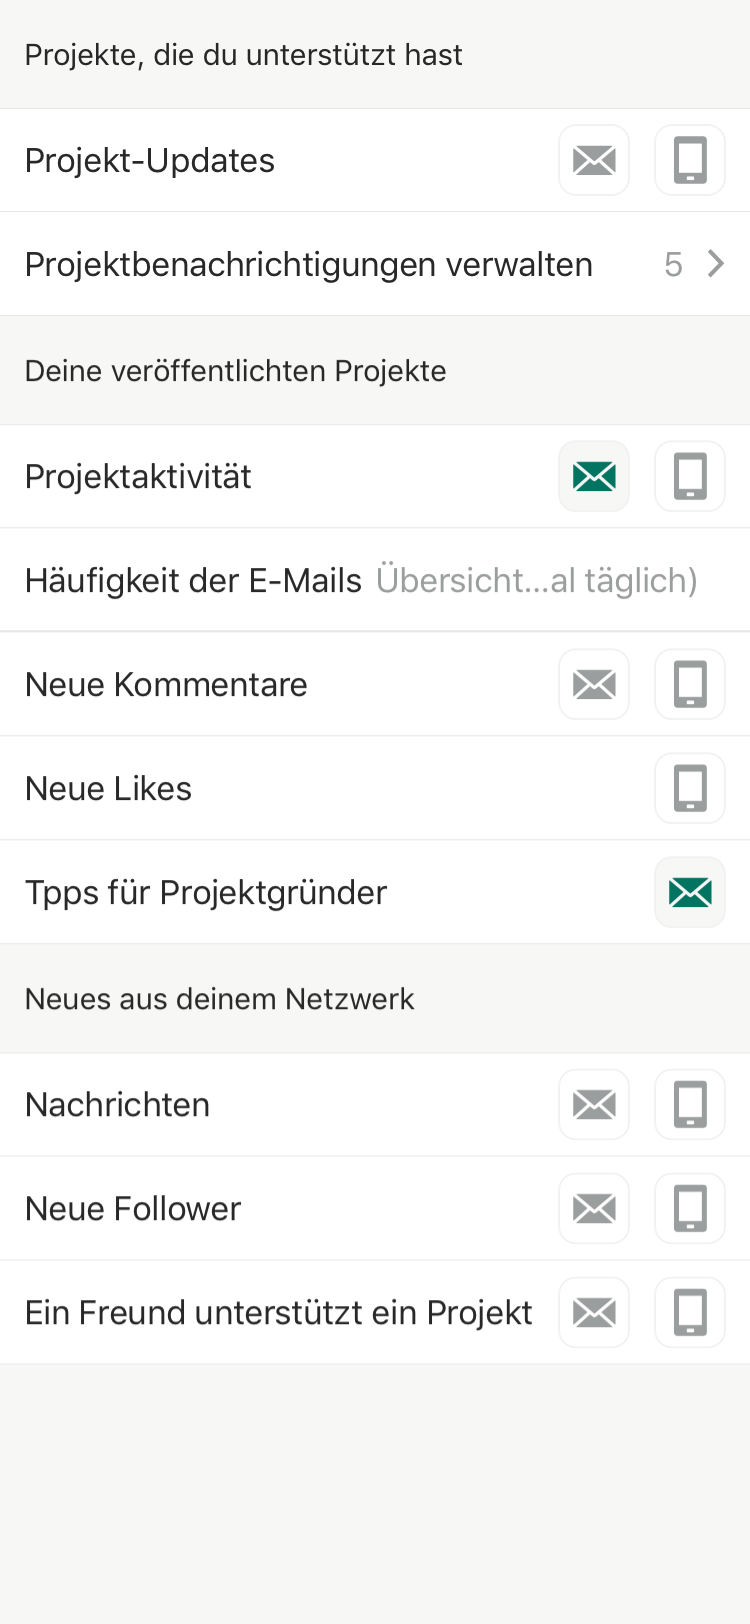 Projekte, die du unterstützt hast
Projekt-Updates
Projektbenachrichtigungen verwalten 5
Deine veröffentlichten Projekte
Projektaktivität
Häufigkeit der E-Mails Übersicht...al täglich)
Neue Kommentare
Neue Likes
Tpps für Projektgründer
Neues aus deinem Netzwerk
Nachrichten
Neue Follower
Ein Freund unterstützt ein Projekt